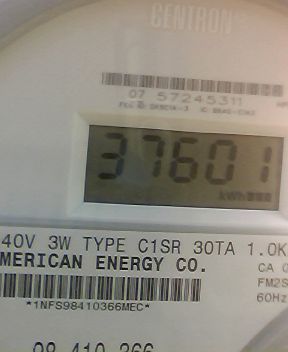 CENTRON
07 57245311
37601
kWh
40V 3W TYPE C1SR 30TA 1.0K
MERICAN ENERGY CO.
CA 0
FM2S
60Hz
*1NFS98410366MEC*
98 410 366